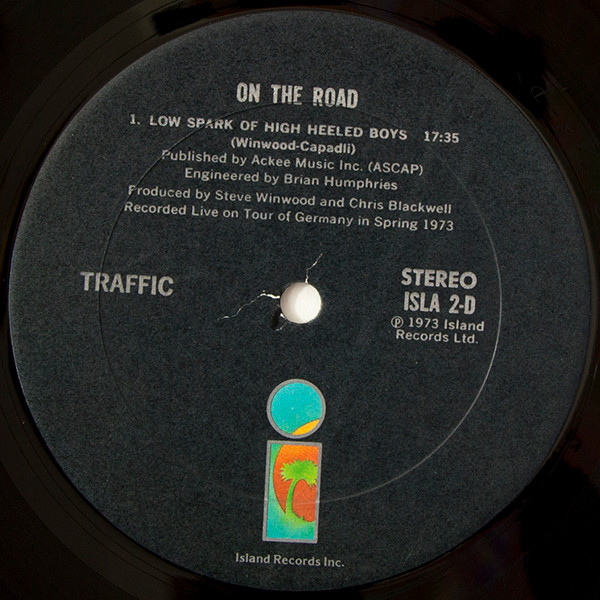 ON THE ROAD
1. LOW SPARK OF HIGH HEELED BOYS 17:35
(Winwood-Capadli)
Published by Ackee Music Inc. (ASCAP)
Engineered by Brian Humphries
Produced by Steve Winwood and Chris Blackwell
Recorded Live on Tour of Germany in Spring 1973
TRAFFIC
STEREO
ISLA 2-D
℗ 1973 Island
Records Ltd.
Island Records Inc.